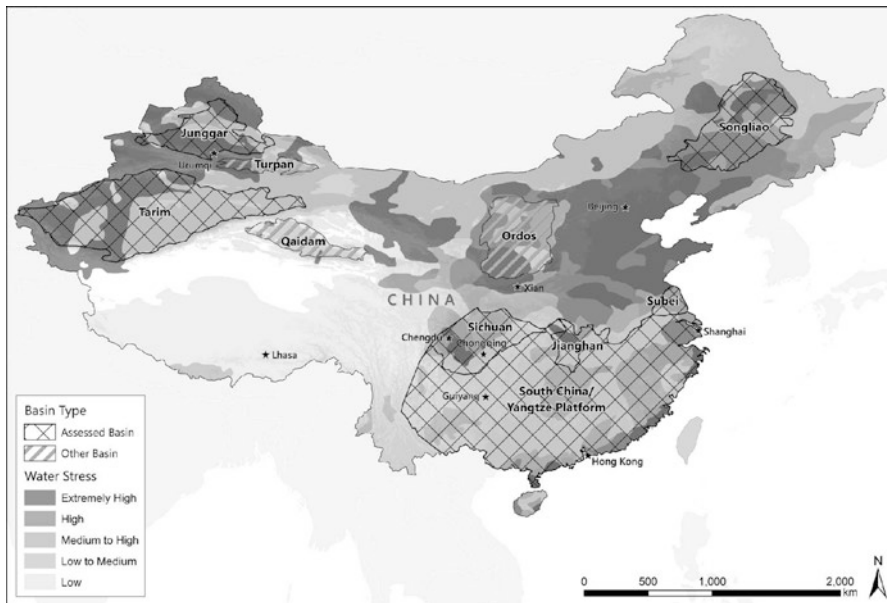 Junggar
Urumqi
Turpan
Songliao
Tarim
Beijing
Qaidam
Ordos
Xian
CHINA
Subei
Sichuan
Shanghai
Chengdu
Chongqing
Jianghan
Lhasa
South China/
Guiyang
Yangtze Platform
Hong Kong
Basin Type
Assessed Basin
Other Basin
Water Stress
Extremely High
High
Medium to High
Low to Medium
Low
N
0 500 1,000 2,000
km